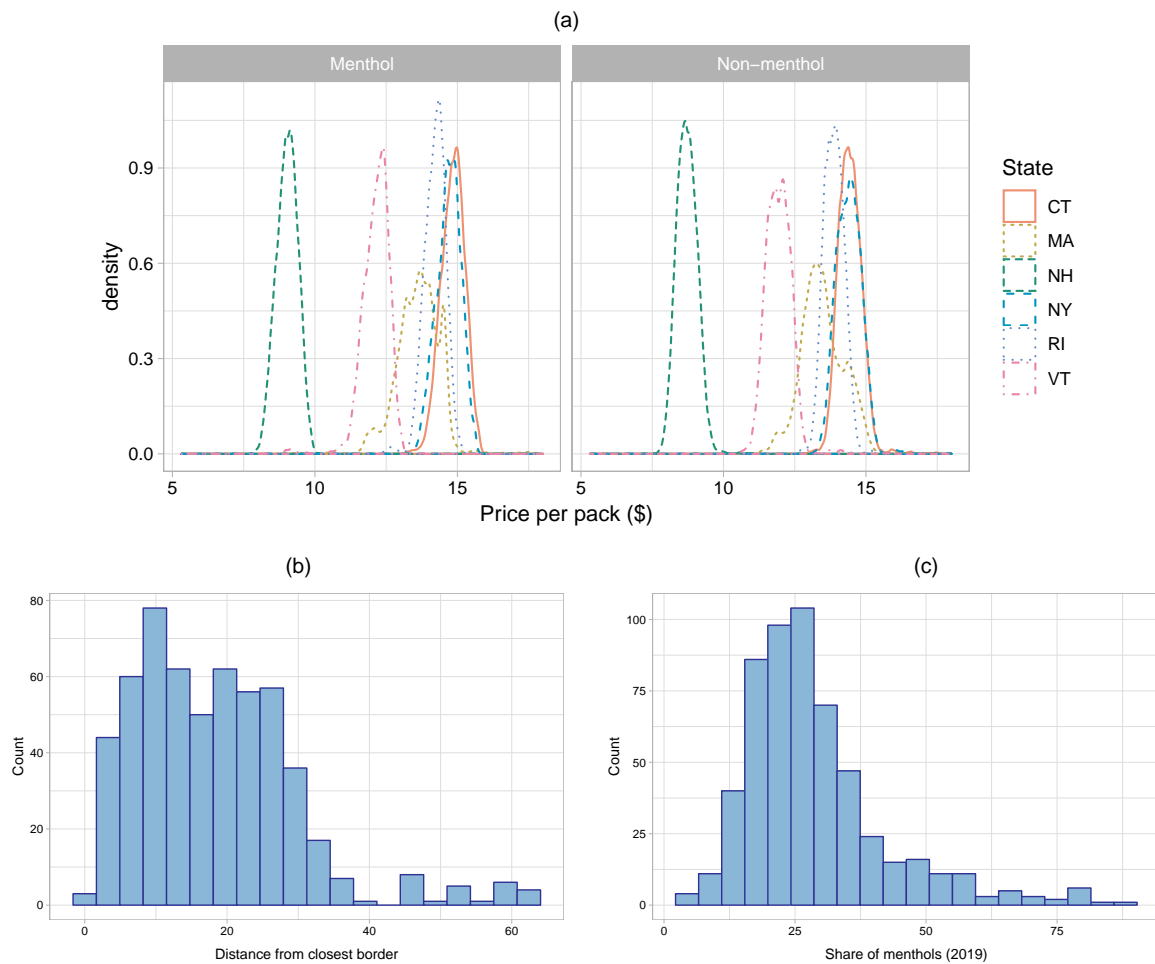 (a)
Menthol
Non−menthol
0.9
0.6
0.3
0.0
density
5
10
15
5
10
15
Price per pack ($)
State
CT
MA
NH
NY
RI
VT
(b)
80
60
40
20
0
Count
0
20
40
60
Distance from closest border
(c)
100
75
50
25
0
Count
0
25
50
75
Share of menthols (2019)